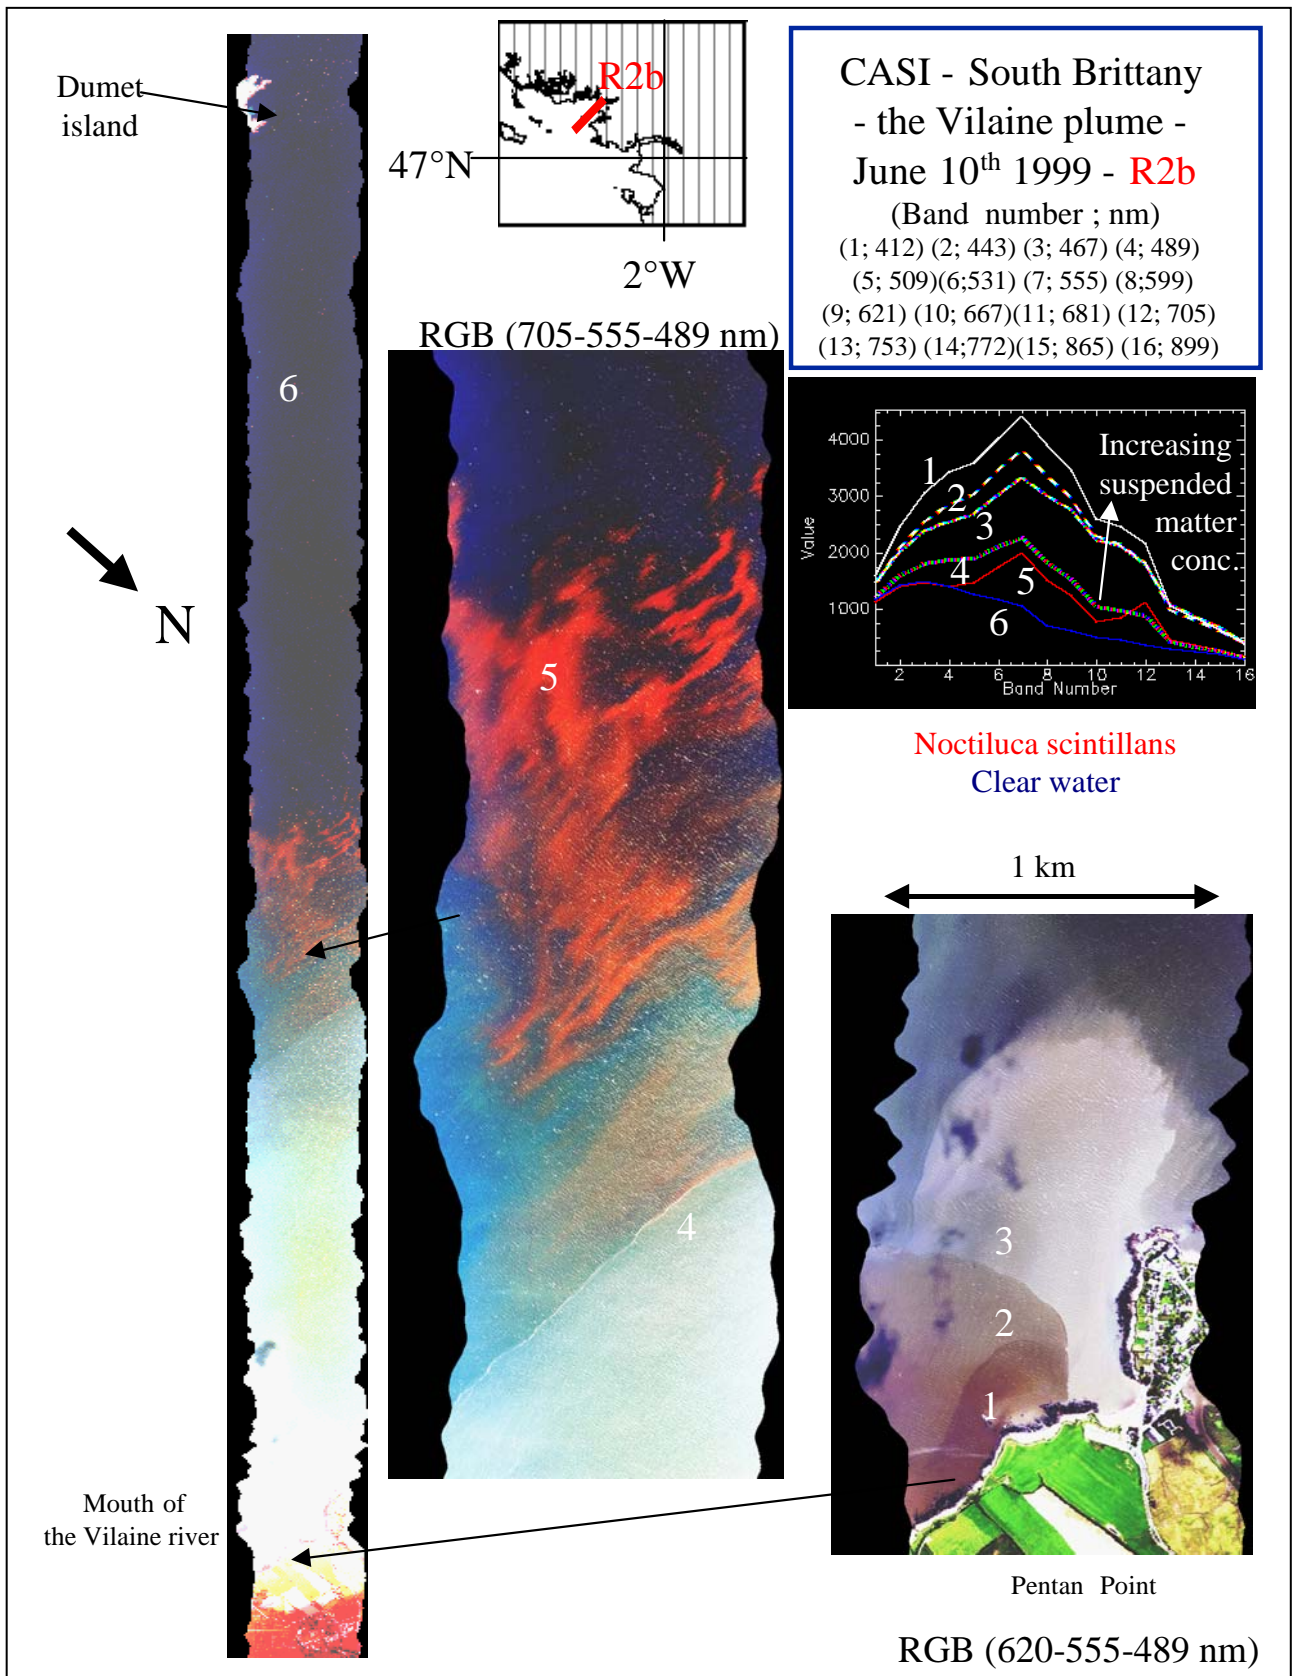 Dumet
island
R2b
47°N
2°W
CASI - South Brittany
- the Vilaine plume -
June 10th 1999 - R2b
(Band number ; nm)
(1; 412) (2; 443) (3; 467) (4; 489)
(5; 509)(6;531) (7; 555) (8;599)
(9; 621) (10; 667)(11; 681) (12; 705)
(13; 753) (14;772)(15; 865) (16; 899)
RGB (705-555-489 nm)
6
N
5
4
4000
3000
2000
1000
Value
2 4 6 8 10 12 14 16
Band Number
1
2
3
4
5
6
Increasing
suspended
matter
conc.
Noctiluca scintillans
Clear water
1 km
3
2
1
Mouth of
the Vilaine river
Pentan Point
RGB (620-555-489 nm)